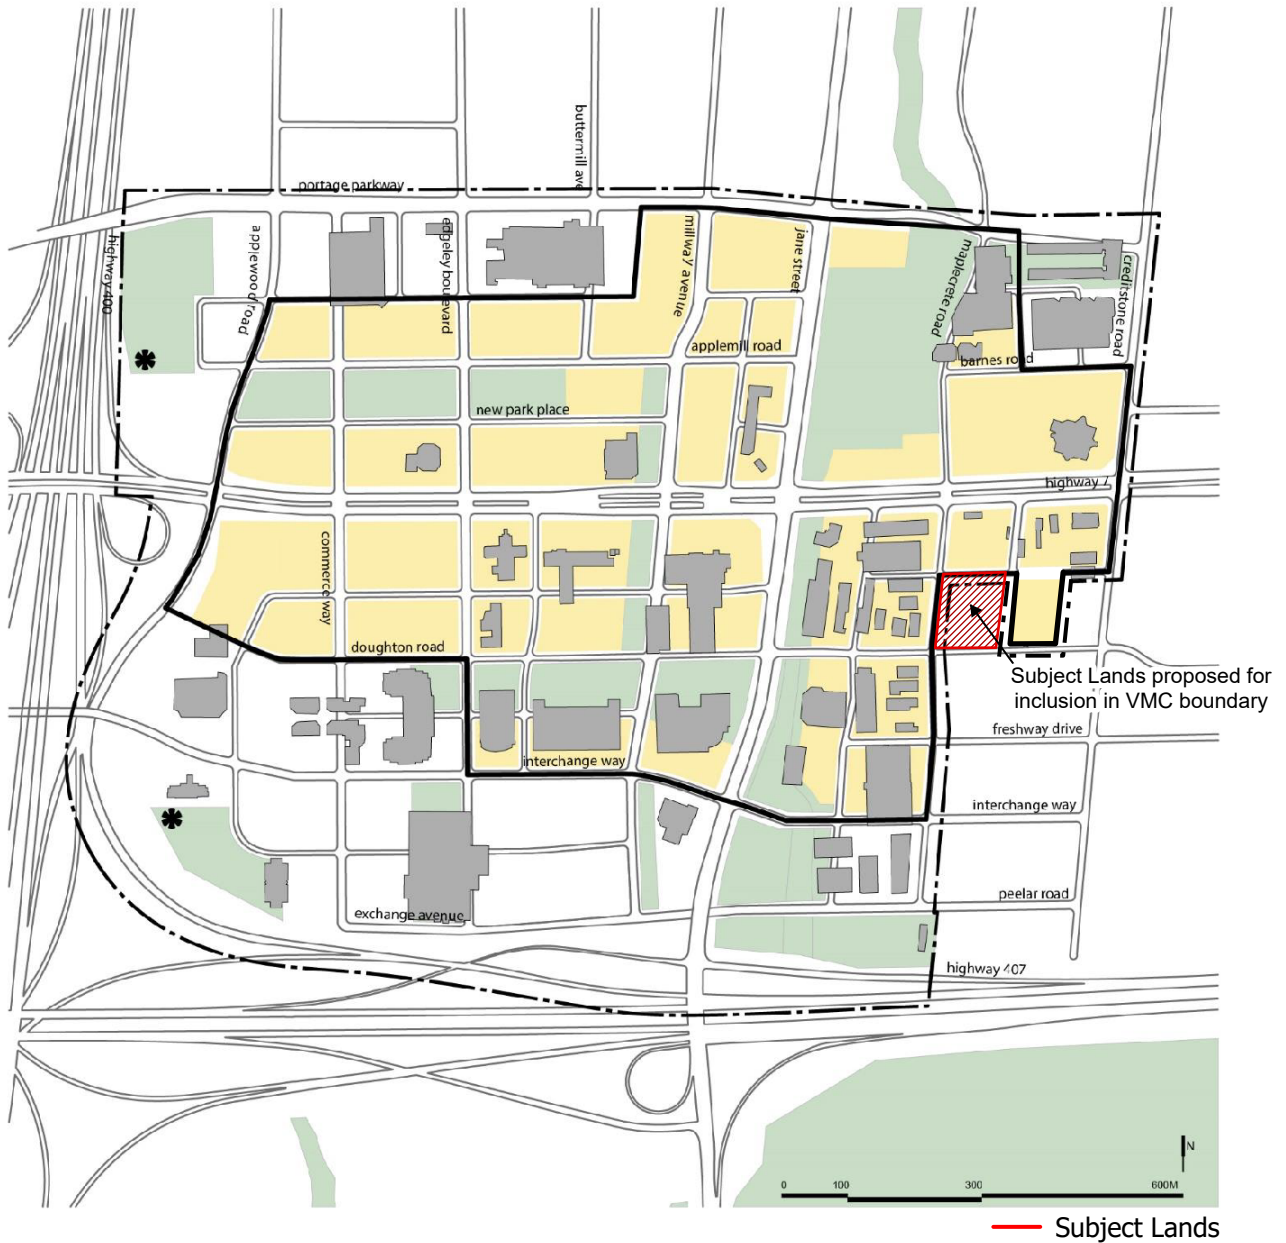 buttermill ave
portage parkway
highway 400
applewood road
edgeley boulevard
millway avenue
jane street
maplecrete road
creditstone road
applemill road
barnes road
new park place
highway 7
commerce way
doughton road
Subject Lands proposed for
inclusion in VMC boundary
freshway drive
interchange way
interchange way
peelar road
exchange avenue
highway 407
N
0 100 300 600M
Subject Lands